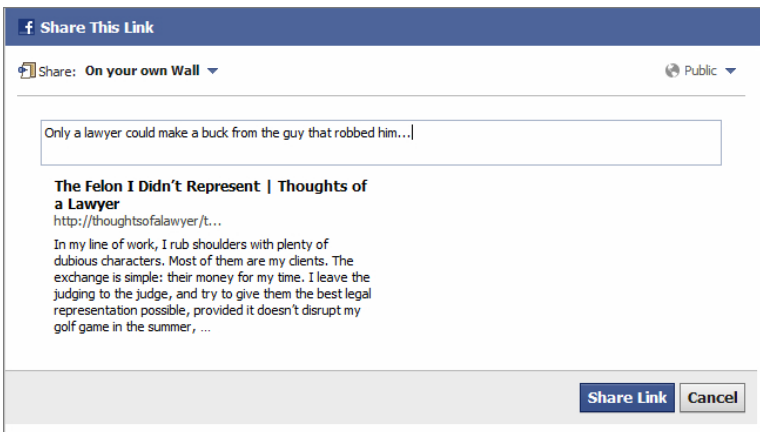 f Share This Link
Share: On your own Wall
Public
Only a lawyer could make a buck from the guy that robbed him...
The Felon I Didn't Represent | Thoughts of
a Lawyer
http://thoughtsofalawyer/t...
In my line of work, I rub shoulders with plenty of
dubious characters. Most of them are my clients. The
exchange is simple: their money for my time. I leave the
judging to the judge, and try to give them the best legal
representation possible, provided it doesn't disrupt my
golf game in the summer, ...
Share Link Cancel